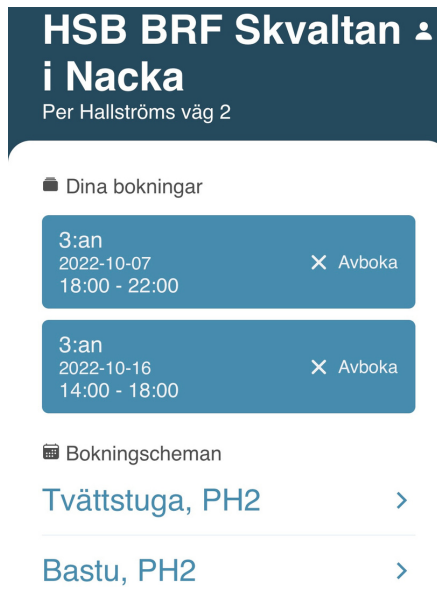 HSB BRF Skvaltan
i Nacka
Per Hallströms väg 2
Dina bokningar
3:an
2022-10-07
18:00 - 22:00
Avboka
3:an
2022-10-16
14:00 - 18:00
Avboka
Bokningscheman
Tvättstuga, PH2
Bastu, PH2